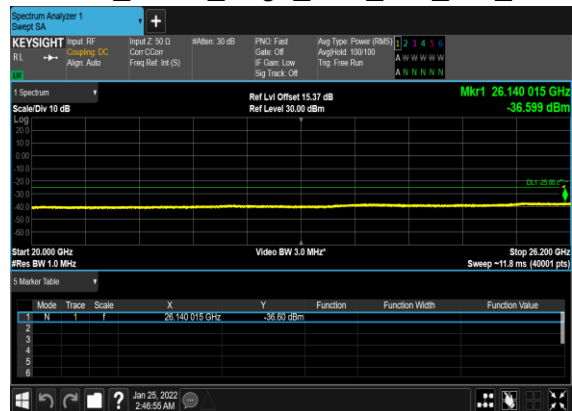 Spectrum Analyzer 1
Swept SA
KEYSIGHT Input: RF Input Z: 50 Ω #Atten: 30 dB PNO: Fast Avg Type: Power (RMS) 1 2 3 4 5 6
RL Coupling: DC Corr CCorr Gate: Off Avg|Hold: 100/100 A W W W W W
Align: Auto Freq Ref: Int (S) IF Gain: Low Trig: Free Run
LXI Sig Track: Off A N N N N N
1 Spectrum Ref Lvl Offset 15.37 dB Mkr1 26.140 015 GHz
Scale/Div 10 dB Ref Level 30.00 dBm -36.599 dBm
Log
20.0
10.0
0.00
-10.0
-20.0
DL1 -25.00
-30.0
-40.0
-50.0
-60.0
Start 20.000 GHz Video BW 3.0 MHz* Stop 26.200 GHz
#Res BW 1.0 MHz Sweep ~11.8 ms (40001 pts)
5 Marker Table
Mode Trace Scale X Y Function Function Width Function Value
1 N 1 f 26.140 015 GHz -36.60 dBm
2
3
4
5
6
? Jan 25, 2022
2:46:55 AM